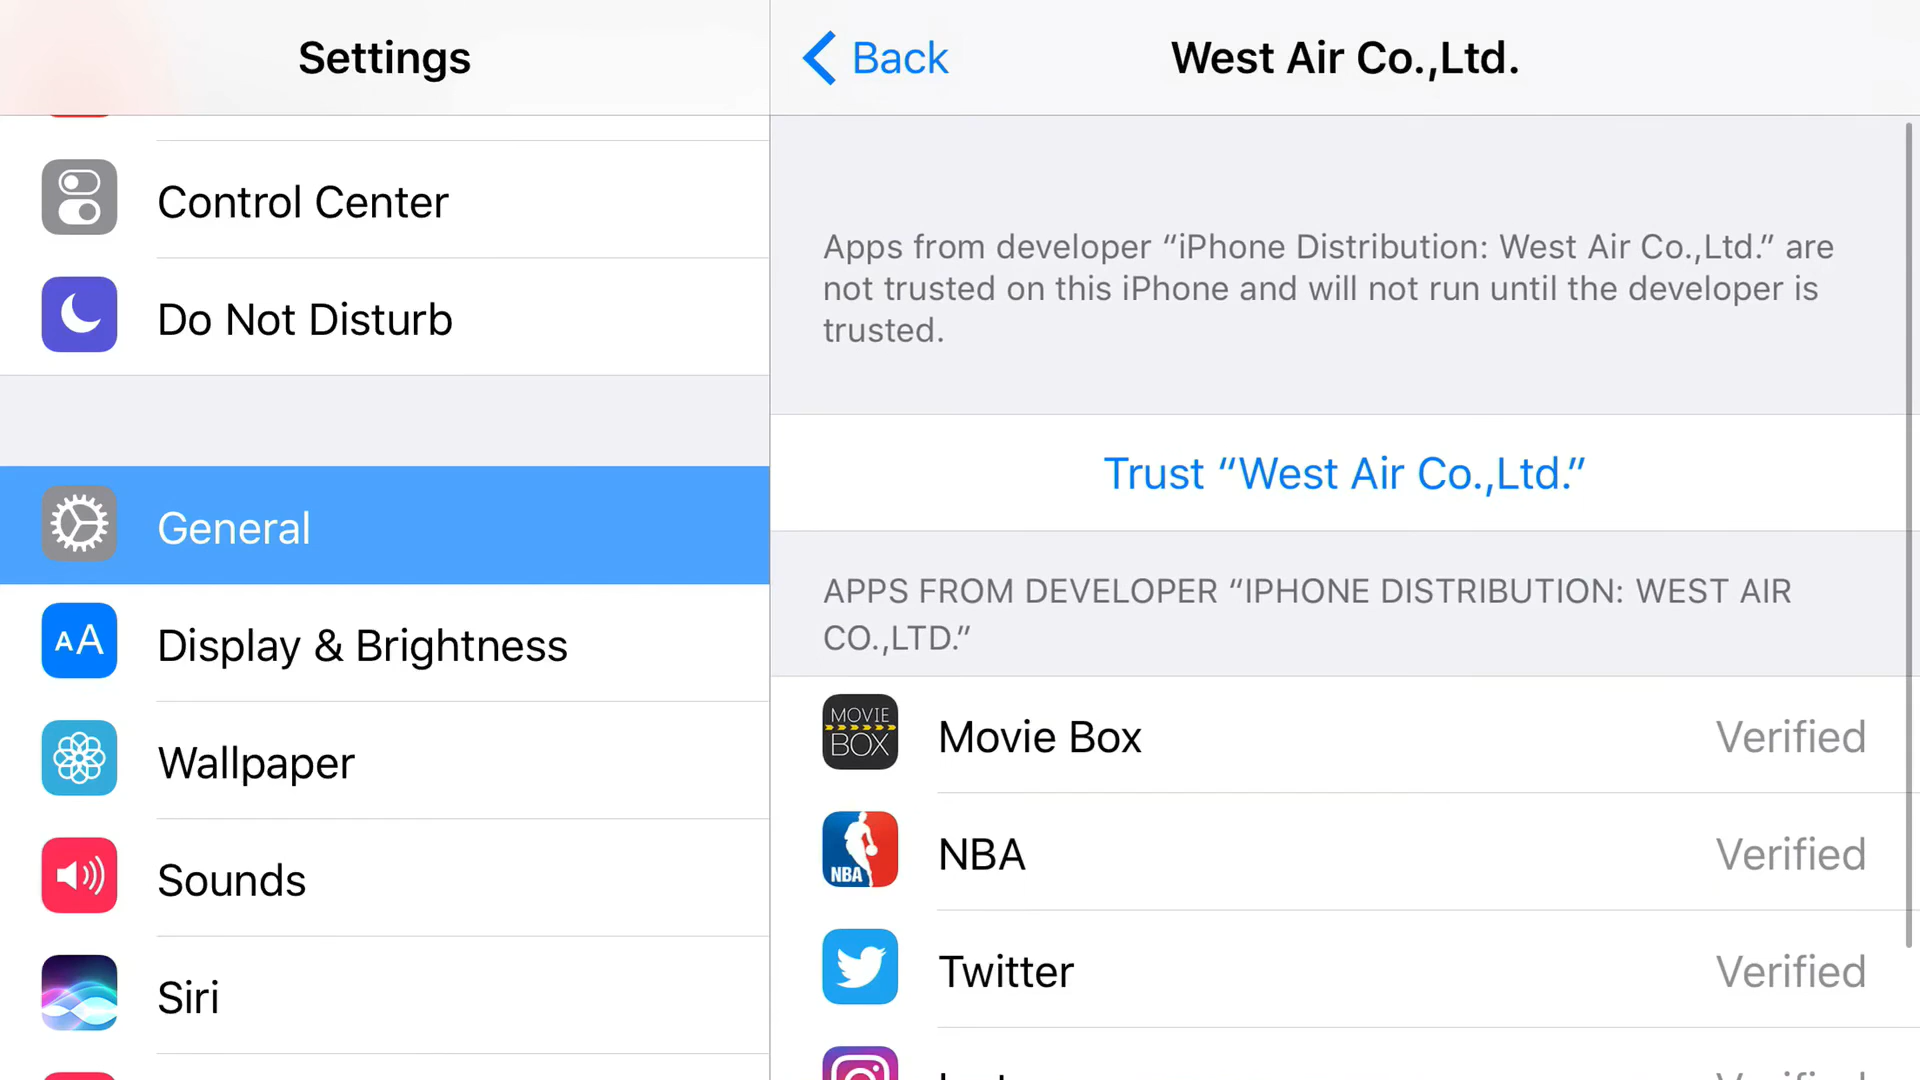 Settings
Control Center
Do Not Disturb
General
AA
Display & Brightness
Wallpaper
Sounds
Siri
Back
West Air Co.,Ltd.
Apps from developer “iPhone Distribution: West Air Co.,Ltd.” are
not trusted on this iPhone and will not run until the developer is
trusted.
Trust “West Air Co.,Ltd.”
APPS FROM DEVELOPER “IPHONE DISTRIBUTION: WEST AIR
CO.,LTD.”
MOVIE
BOX
Movie Box Verified
NBA
NBA Verified
Twitter Verified